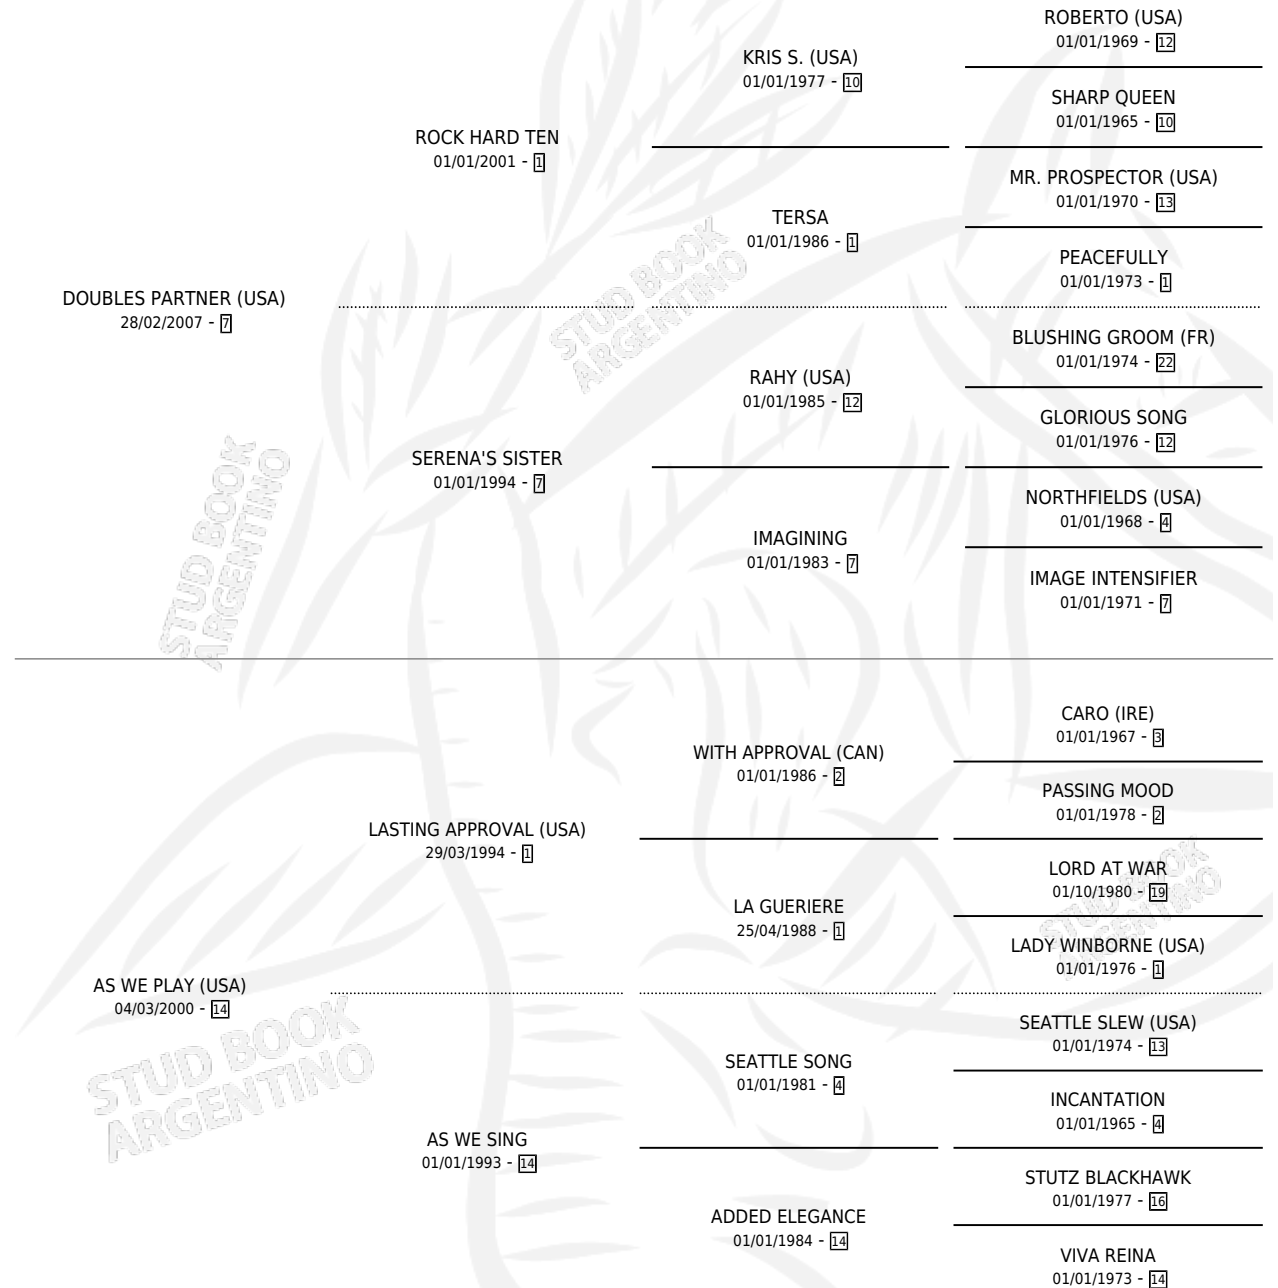 ROBERTO (USA)
01/01/1969 - 12
KRIS S. (USA)
01/01/1977 - 10
SHARP QUEEN
01/01/1965 - 10
ROCK HARD TEN
01/01/2001 - 1
MR. PROSPECTOR (USA)
01/01/1970 - 13
TERSA
01/01/1986 - 1
PEACEFULLY
01/01/1973 - 1
DOUBLES PARTNER (USA)
28/02/2007 - 7
BLUSHING GROOM (FR)
01/01/1974 - 22
RAHY (USA)
01/01/1985 - 12
GLORIOUS SONG
01/01/1976 - 12
SERENA'S SISTER
01/01/1994 - 7
NORTHFIELDS (USA)
01/01/1968 - 4
IMAGINING
01/01/1983 - 7
IMAGE INTENSIFIER
01/01/1971 - 7
STUD BOOK
ARGENTINO
STUD BOOK
ARGENTINO
CARO (IRE)
01/01/1967 - 3
WITH APPROVAL (CAN)
01/01/1986 - 2
PASSING MOOD
01/01/1978 - 2
LASTING APPROVAL (USA)
29/03/1994 - 1
LORD AT WAR
01/10/1980 - 19
LA GUERIERE
25/04/1988 - 1
LADY WINBORNE (USA)
01/01/1976 - 1
AS WE PLAY (USA)
04/03/2000 - 14
SEATTLE SLEW (USA)
01/01/1974 - 13
SEATTLE SONG
01/01/1981 - 4
INCANTATION
01/01/1965 - 4
AS WE SING
01/01/1993 - 14
STUTZ BLACKHAWK
01/01/1977 - 16
ADDED ELEGANCE
01/01/1984 - 14
VIVA REINA
01/01/1973 - 14
STUD BOOK
ARGENTINO
STUD BOOK
ARGENTINO